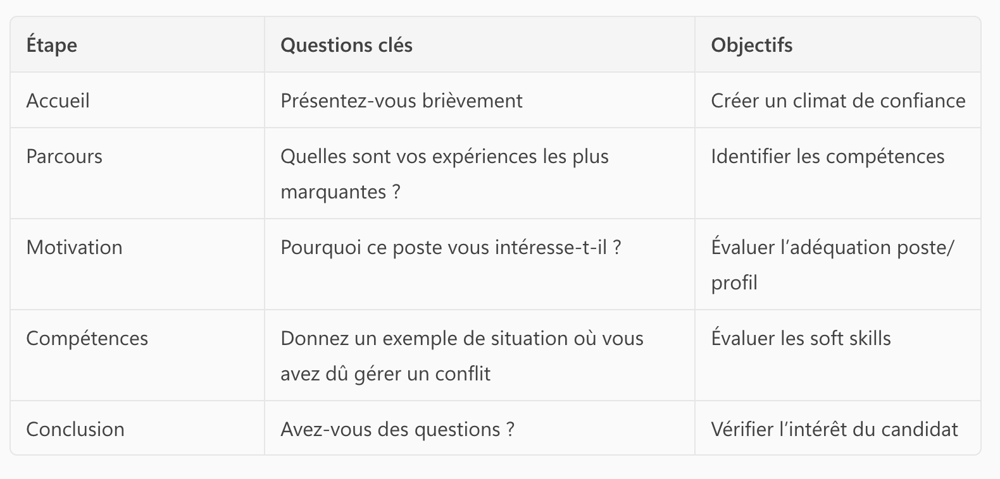 Étape Questions clés Objectifs
Accueil Présentez-vous brièvement Créer un climat de confiance
Parcours Quelles sont vos expériences les plus Identifier les compétences
marquantes ?
Motivation Pourquoi ce poste vous intéresse-t-il ? Évaluer l’adéquation poste/
profil
Compétences Donnez un exemple de situation où vous Évaluer les soft skills
avez dû gérer un conflit
Conclusion Avez-vous des questions ? Vérifier l’intérêt du candidat